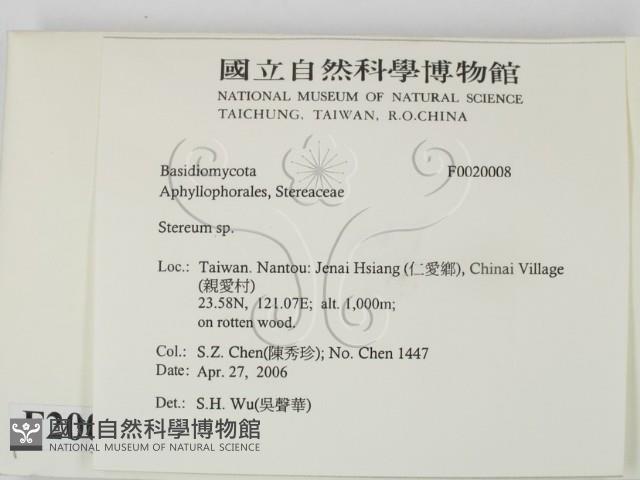 國立自然科學博物館
NATIONAL MUSEUM OF NATURAL SCIENCE
TAICHUNG, TAIWAN, R.O.CHINA
Basidiomycota F0020008
Aphyllophorales, Stereaceae
Stereum sp.
Loc.: Taiwan. Nantou: Jenai Hsiang (仁愛鄉), Chinai Village
(親愛村)
23.58N, 121.07E; alt. 1,000m;
on rotten wood.
Col.: S.Z. Chen(陳秀珍); No. Chen 1447
Date: Apr. 27, 2006
Det.: S.H. Wu(吳聲華)
國立自然科學博物館
NATIONAL MUSEUM OF NATURAL SCIENCE